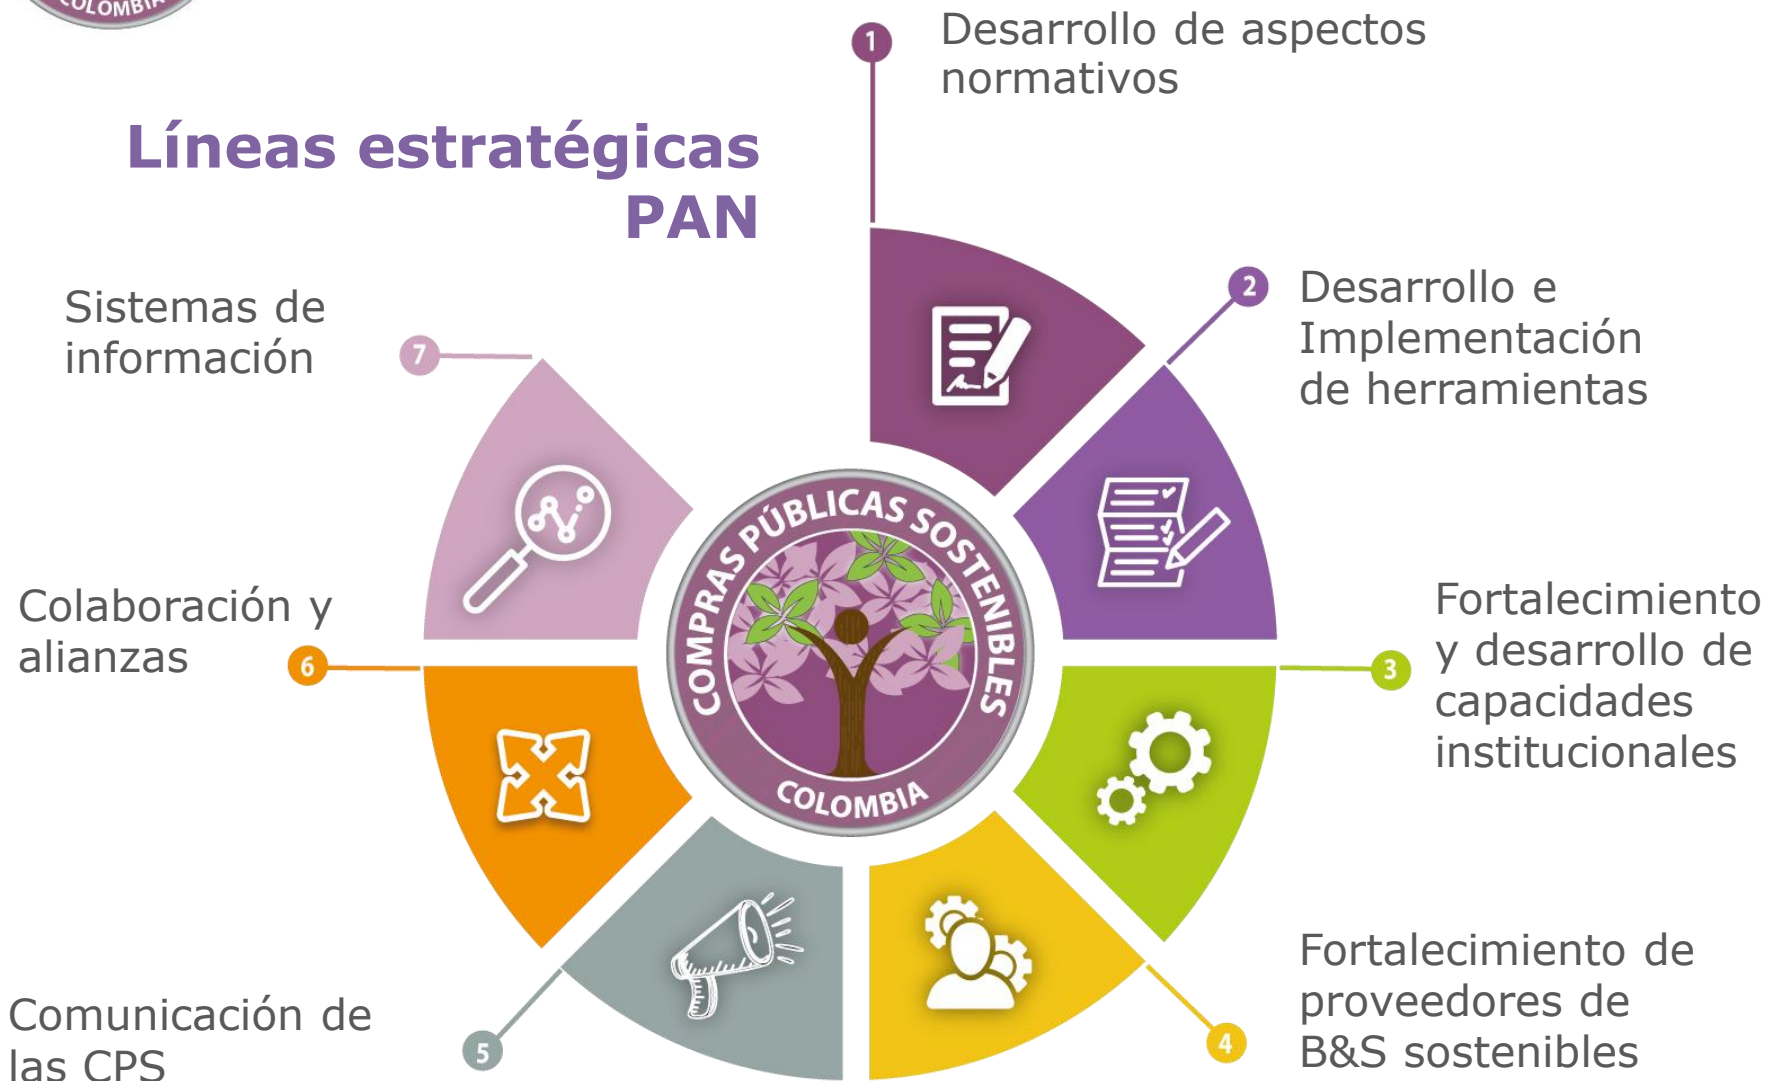 COLOMBIA
Líneas estratégicas
PAN
1
Desarrollo de aspectos
normativos
2
Desarrollo e
Implementación
de herramientas
3
Fortalecimiento
y desarrollo de
capacidades
institucionales
4
Fortalecimiento de
proveedores de
B&S sostenibles
5
Comunicación de
las CPS
6
Colaboración y
alianzas
7
Sistemas de
información
COMPRAS PÚBLICAS SOSTENIBLES
COLOMBIA